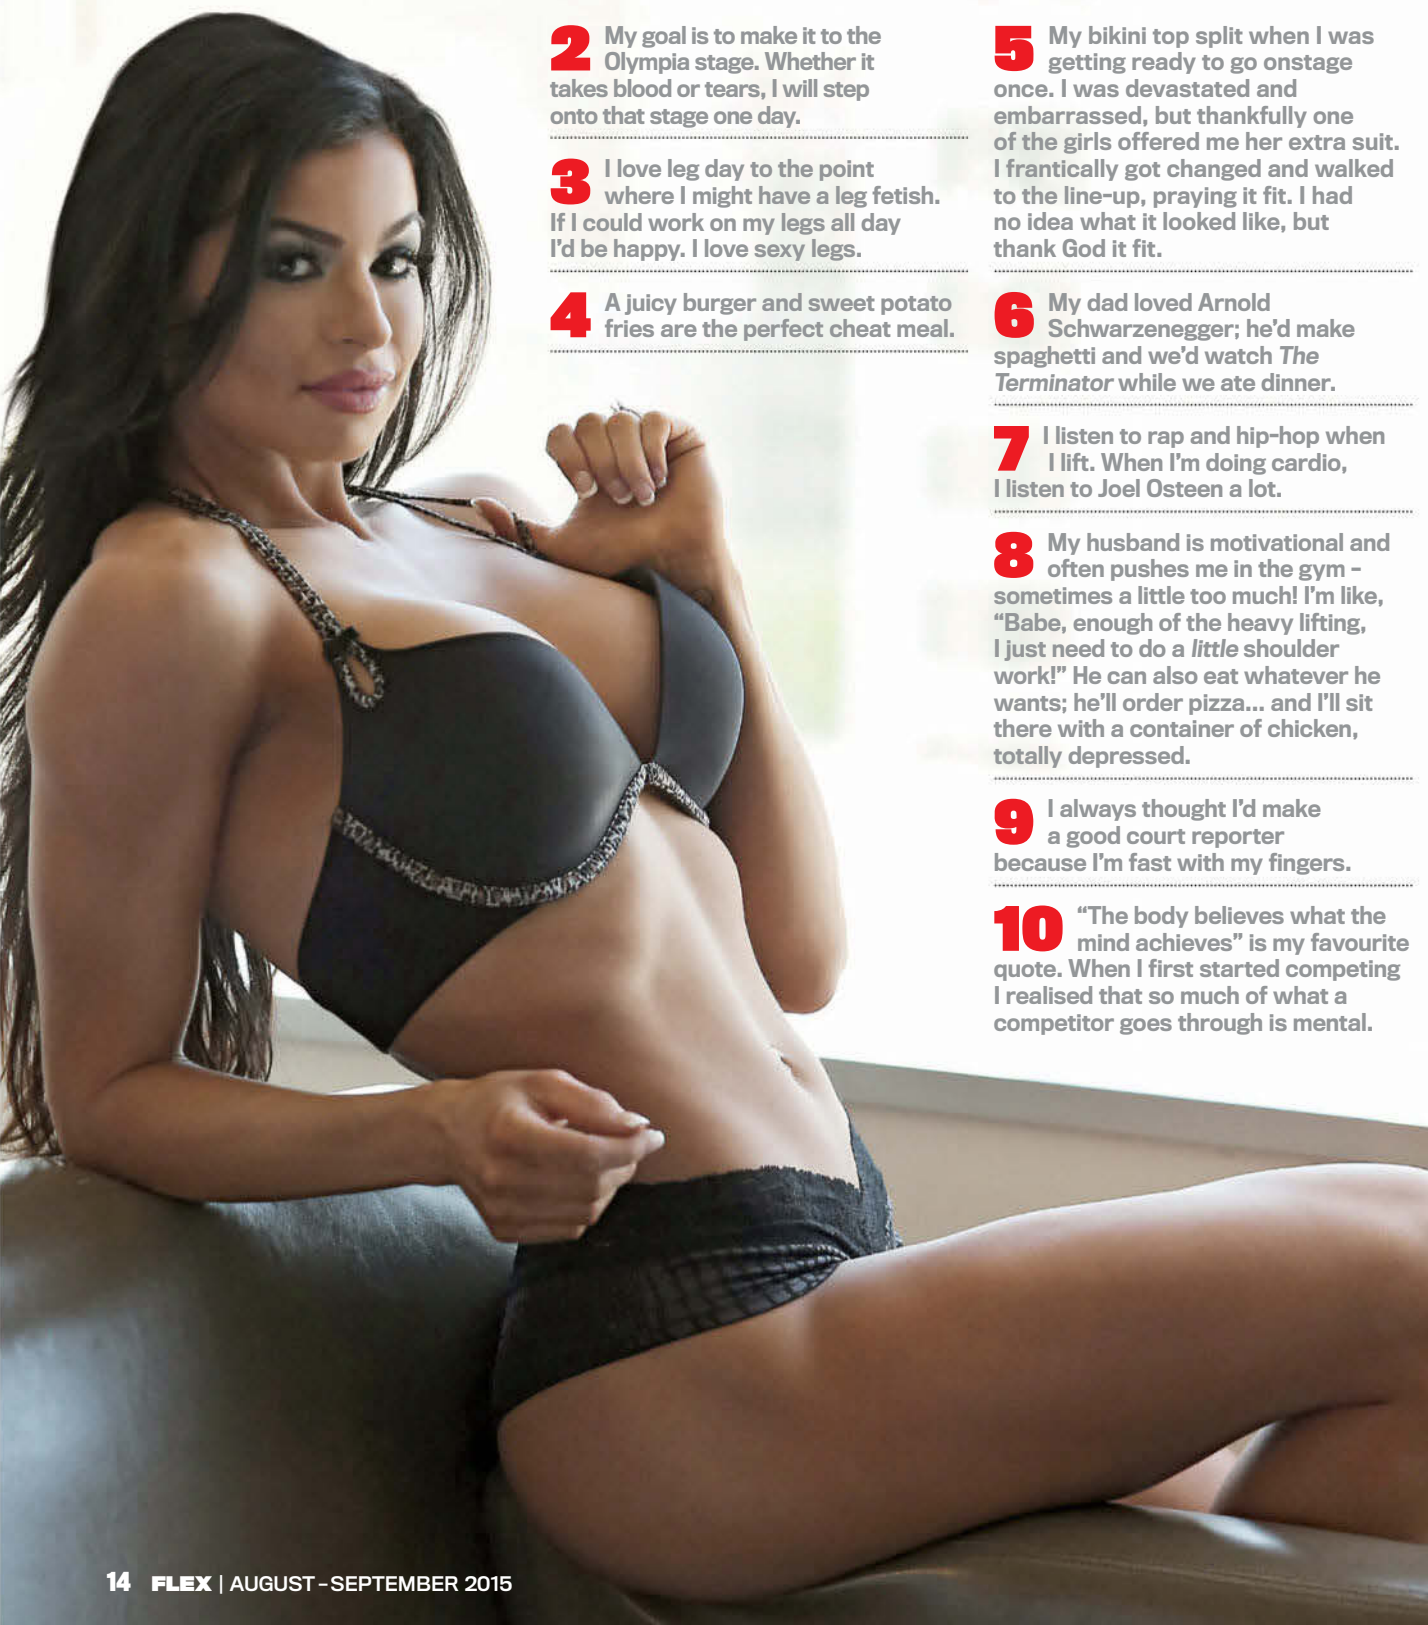 2 My goal is to make it to the
Olympia stage. Whether it
takes blood or tears, I will step
onto that stage one day.
3 I love leg day to the point
where I might have a leg fetish.
If I could work on my legs all day
I'd be happy. I love sexy legs.
4 A juicy burger and sweet potato
fries are the perfect cheat meal.
5 My bikini top split when I was
getting ready to go onstage
once. I was devastated and
embarrassed, but thankfully one
of the girls offered me her extra suit.
I frantically got changed and walked
to the line-up, praying it fit. I had
no idea what it looked like, but
thank God it fit.
6 My dad loved Arnold
Schwarzenegger; he'd make
spaghetti and we'd watch The
Terminator while we ate dinner.
7 I listen to rap and hip-hop when
I lift. When I'm doing cardio,
I listen to Joel Osteen a lot.
8 My husband is motivational and
often pushes me in the gym –
sometimes a little too much! I'm like,
“Babe, enough of the heavy lifting,
I just need to do a little shoulder
work!” He can also eat whatever he
wants; he'll order pizza... and I'll sit
there with a container of chicken,
totally depressed.
9 I always thought I'd make
a good court reporter
because I'm fast with my fingers.
10 “The body believes what the
mind achieves” is my favourite
quote. When I first started competing
I realised that so much of what a
competitor goes through is mental.
14 FLEX | AUGUST – SEPTEMBER 2015